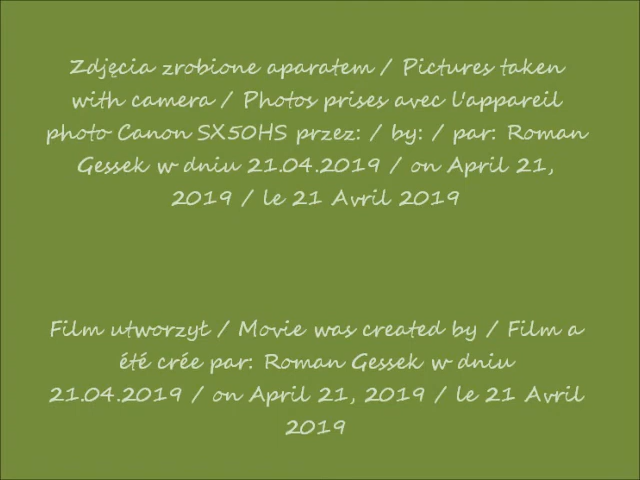 Zdjęcia zrobione aparatem / Pictures taken
with camera / Photos prises avec l'appareil
photo Canon SX50HS przez: / by: / par: Roman
Gessek w dniu 21.04.2019 / on April 21,
2019 / le 21 Avril 2019
Film utworzył / Movie was created by / Film a
été crée par: Roman Gessek w dniu
21.04.2019 / on April 21, 2019 / le 21 Avril
2019